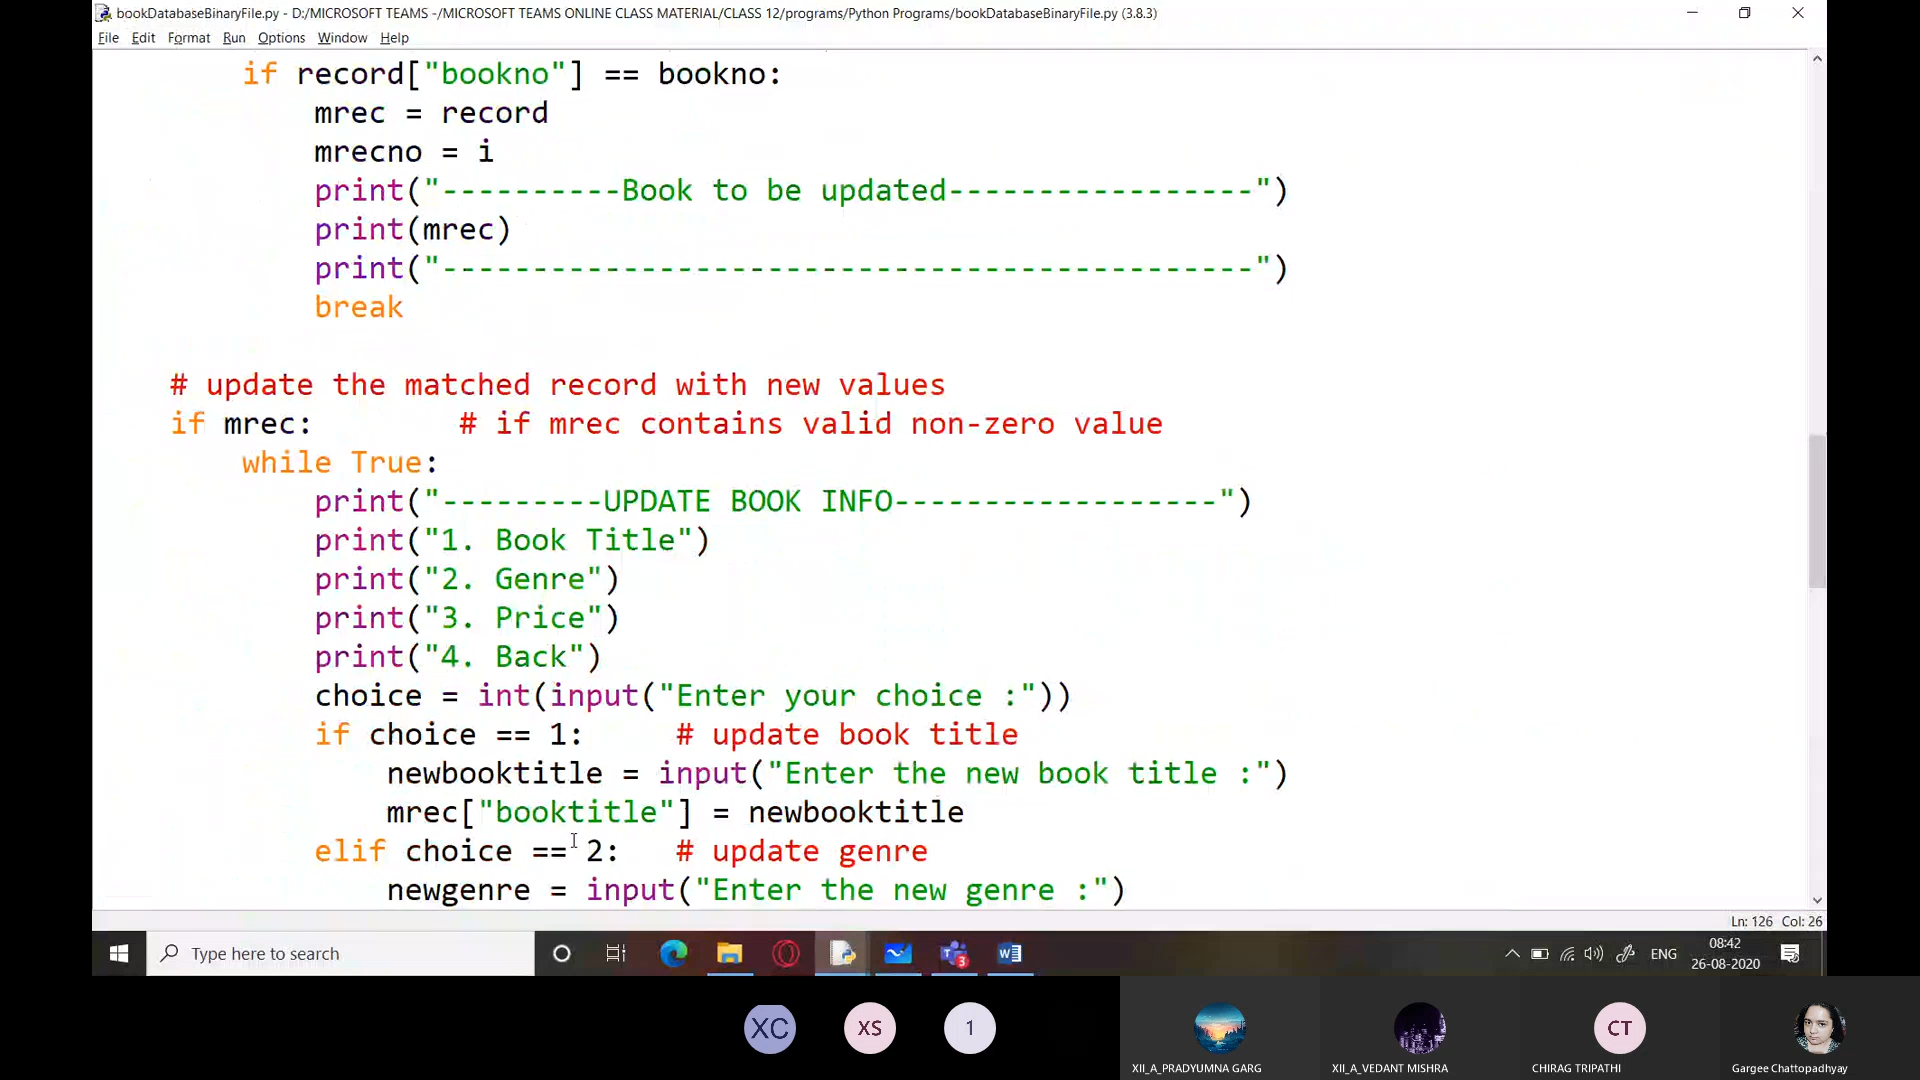 bookDatabaseBinaryFile.py - D:/MICROSOFT TEAMS -/MICROSOFT TEAMS ONLINE CLASS MATERIAL/CLASS 12/programs/Python Programs/bookDatabaseBinaryFile.py (3.8.3)
File Edit Format Run Options Window Help
if record["bookno"] == bookno:
mrec = record
mrecno = i
print("----------Book to be updated-----------------")
print(mrec)
print("---------------------------------------------")
break
# update the matched record with new values
if mrec: # if mrec contains valid non-zero value
while True:
print("---------UPDATE BOOK INFO------------------")
print("1. Book Title")
print("2. Genre")
print("3. Price")
print("4. Back")
choice = int(input("Enter your choice :"))
if choice == 1: # update book title
newbooktitle = input("Enter the new book title :")
mrec["booktitle"] = newbooktitle
elif choice == 2: # update genre
newgenre = input("Enter the new genre :")
Ln: 126 Col: 26
Type here to search
3
ENG
08:42
26-08-2020
XC XS 1 CT
XII_A_PRADYUMNA GARG XII_A_VEDANT MISHRA CHIRAG TRIPATHI Gargee Chattopadhyay